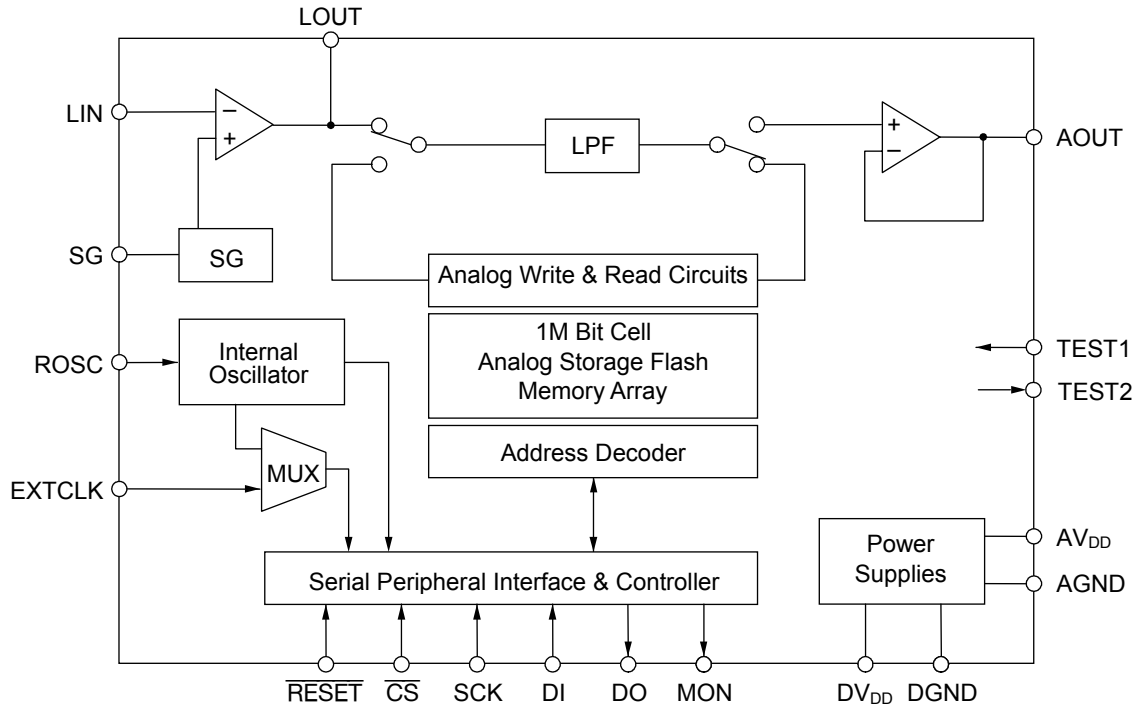 LOUT
LIN
−
+
LPF
+
−
AOUT
SG
SG
Analog Write & Read Circuits
1M Bit Cell
Analog Storage Flash
Memory Array
ROSC
Internal
Oscillator
TEST1
TEST2
Address Decoder
MUX
EXTCLK
Power
Supplies
AVDD
AGND
Serial Peripheral Interface & Controller
RESET
CS
SCK
DI
DO
MON
DVDD
DGND